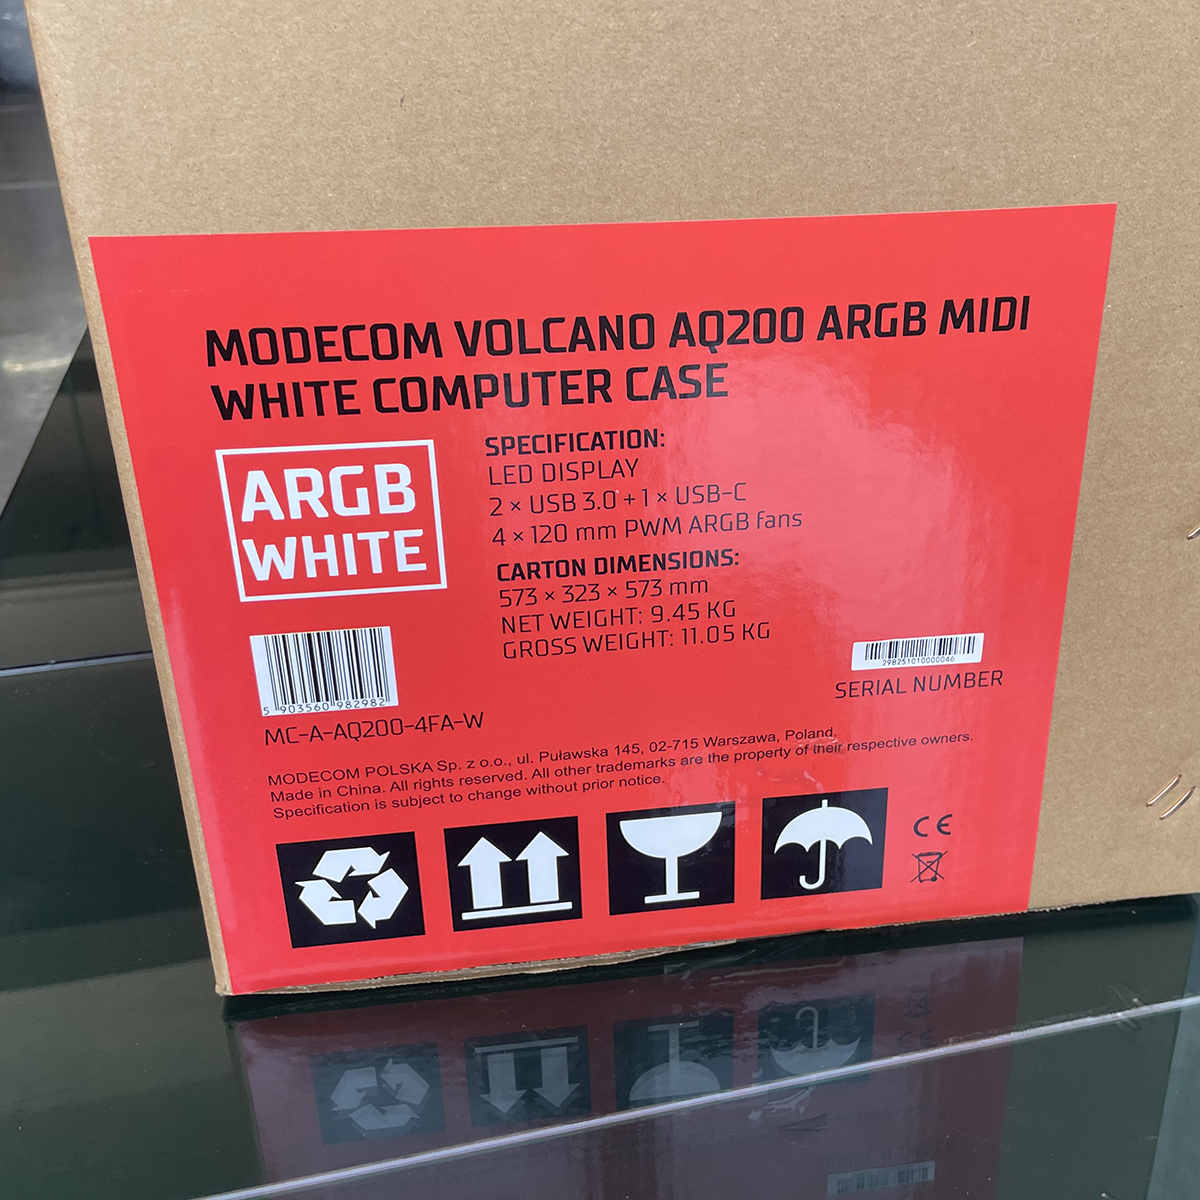 MODECOM VOLCANO AQ200 ARGB MIDI
WHITE COMPUTER CASE
ARGB
WHITE
SPECIFICATION:
LED DISPLAY
2 × USB 3.0 + 1 × USB-C
4 × 120 mm PWM ARGB fans
CARTON DIMENSIONS:
573 × 323 × 573 mm
NET WEIGHT: 9.45 KG
GROSS WEIGHT: 11.05 KG
5 903560 982982
MC-A-AQ200-4FA-W
298251010000046
SERIAL NUMBER
MODECOM POLSKA Sp. z o.o., ul. Puławska 145, 02-715 Warszawa, Poland.
Made in China. All rights reserved. All other trademarks are the property of their respective owners.
Specification is subject to change without prior notice.
CE